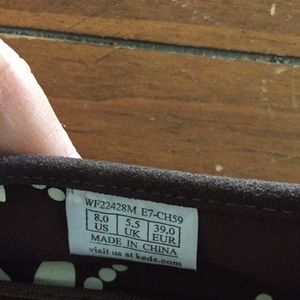 WF22428M E7-CH59
8.0 5.5 39.0
US UK EUR
MADE IN CHINA
visit us at keds.com